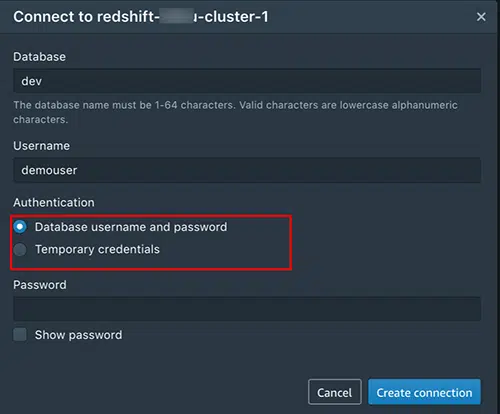 Connect to redshift-u-cluster-1
Database
dev
The database name must be 1-64 characters. Valid characters are lowercase alphanumeric
characters.
Username
demouser
Authentication
Database username and password
Temporary credentials
Password
Show password
Cancel
Create connection